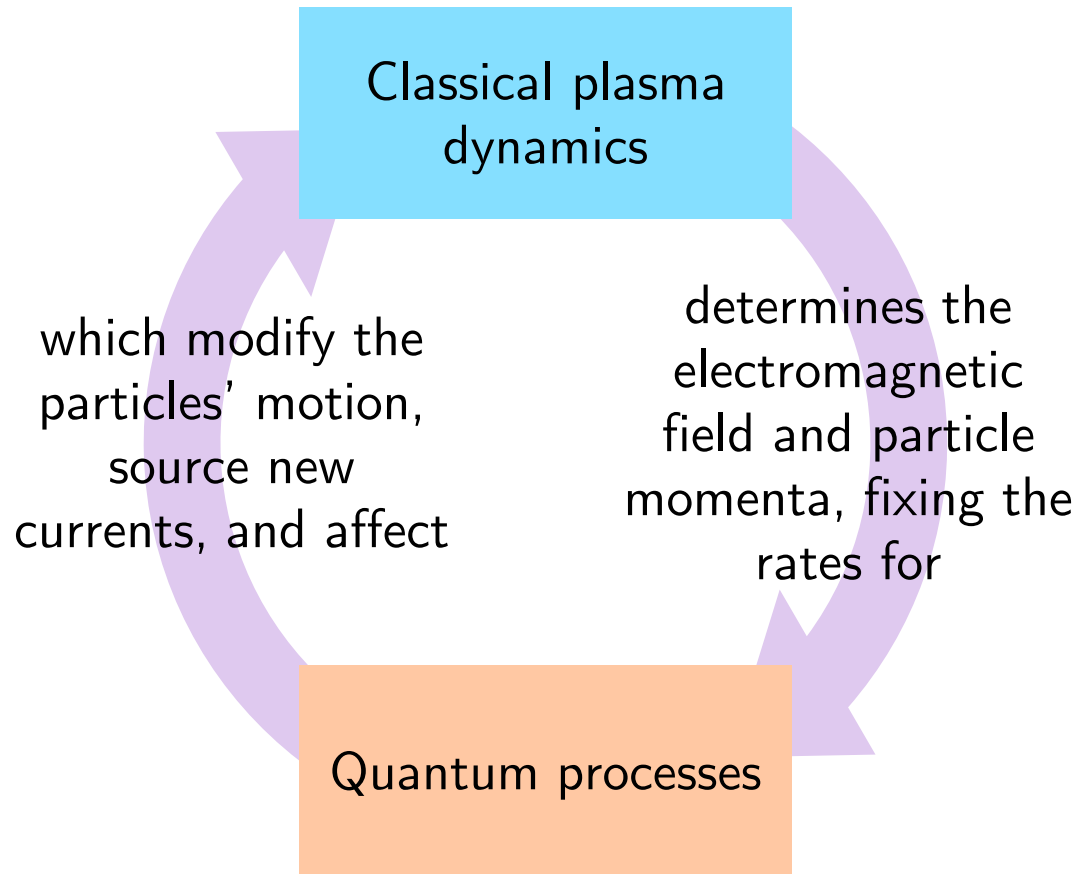 Classical plasma
dynamics
determines the
electromagnetic
field and particle
momenta, fixing the
rates for
Quantum processes
which modify the
particles’ motion,
source new
currents, and affect